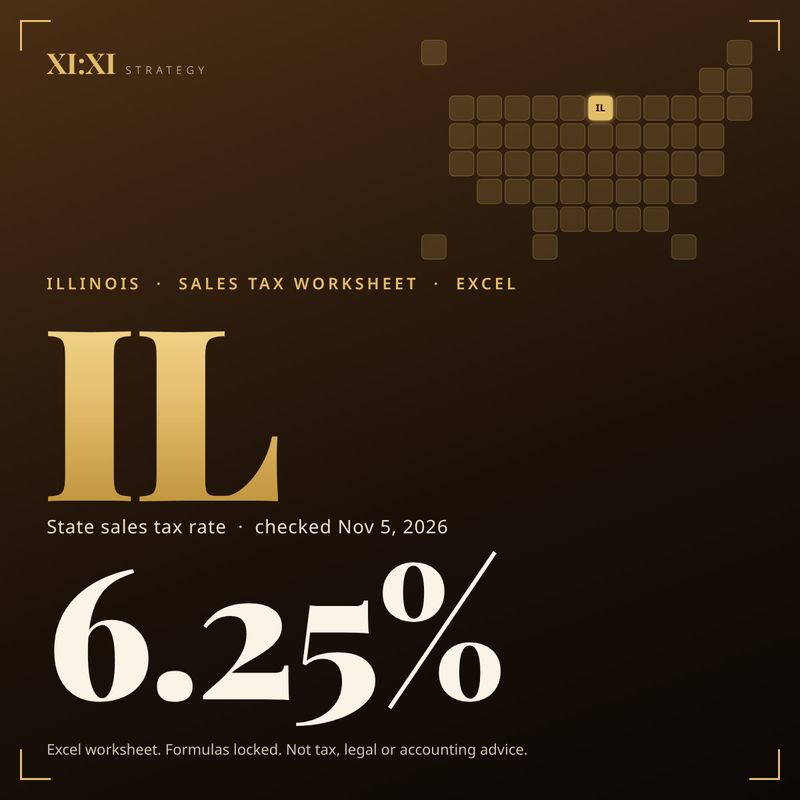 XI:XI STRATEGY
IL
ILLINOIS · SALES TAX WORKSHEET · EXCEL
IL
State sales tax rate · checked Nov 5, 2026
6.25%
Excel worksheet. Formulas locked. Not tax, legal or accounting advice.